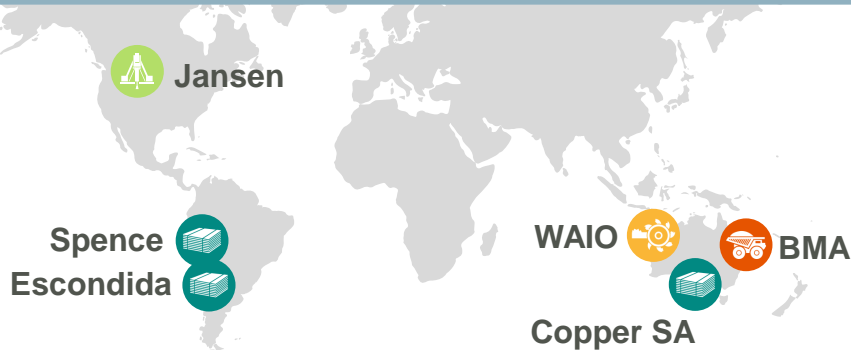 Jansen
Spence
Escondida
WAIO
BMA
Copper SA